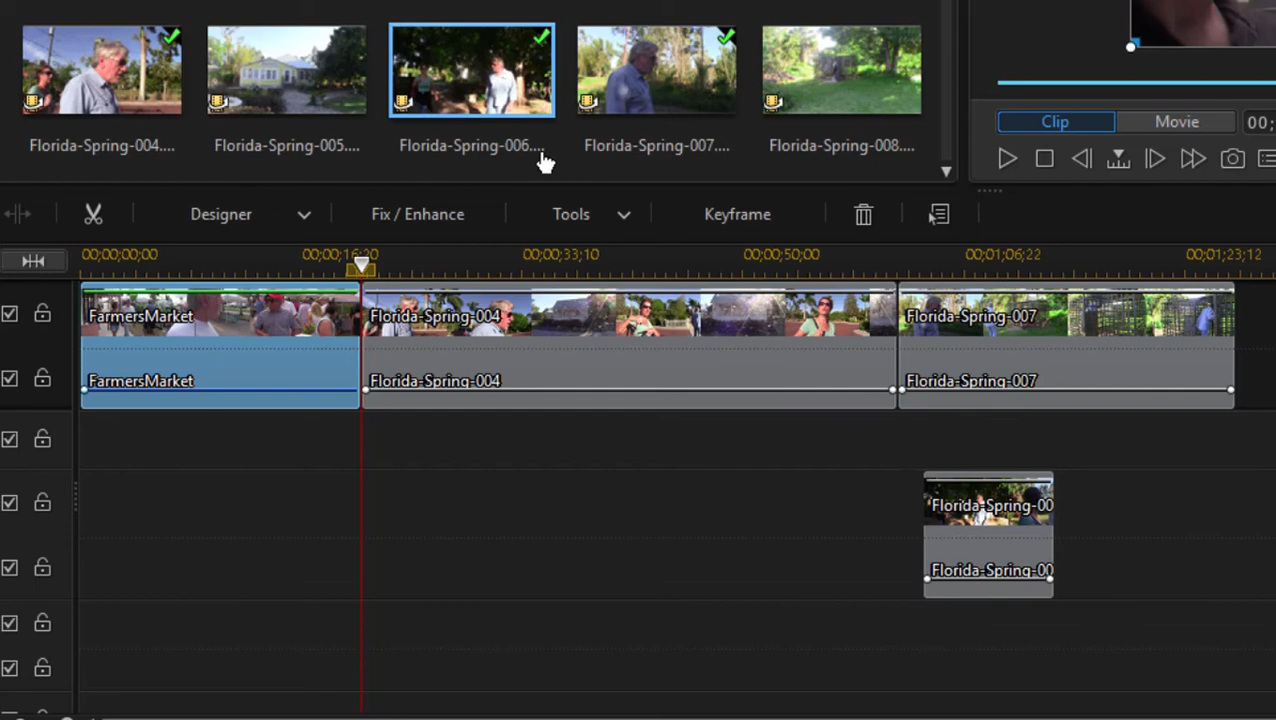 Florida-Spring-004....
Florida-Spring-005....
Florida-Spring-006....
Florida-Spring-007....
Florida-Spring-008....
Clip
Movie
00;
Designer
Fix / Enhance
Tools
Keyframe
00;00;00;00
00;00;16;20
00;00;33;10
00;00;50;00
00;01;06;22
00;01;23;12
FarmersMarket
Florida-Spring-004
Florida-Spring-007
FarmersMarket
Florida-Spring-004
Florida-Spring-007
Florida-Spring-00
Florida-Spring-00